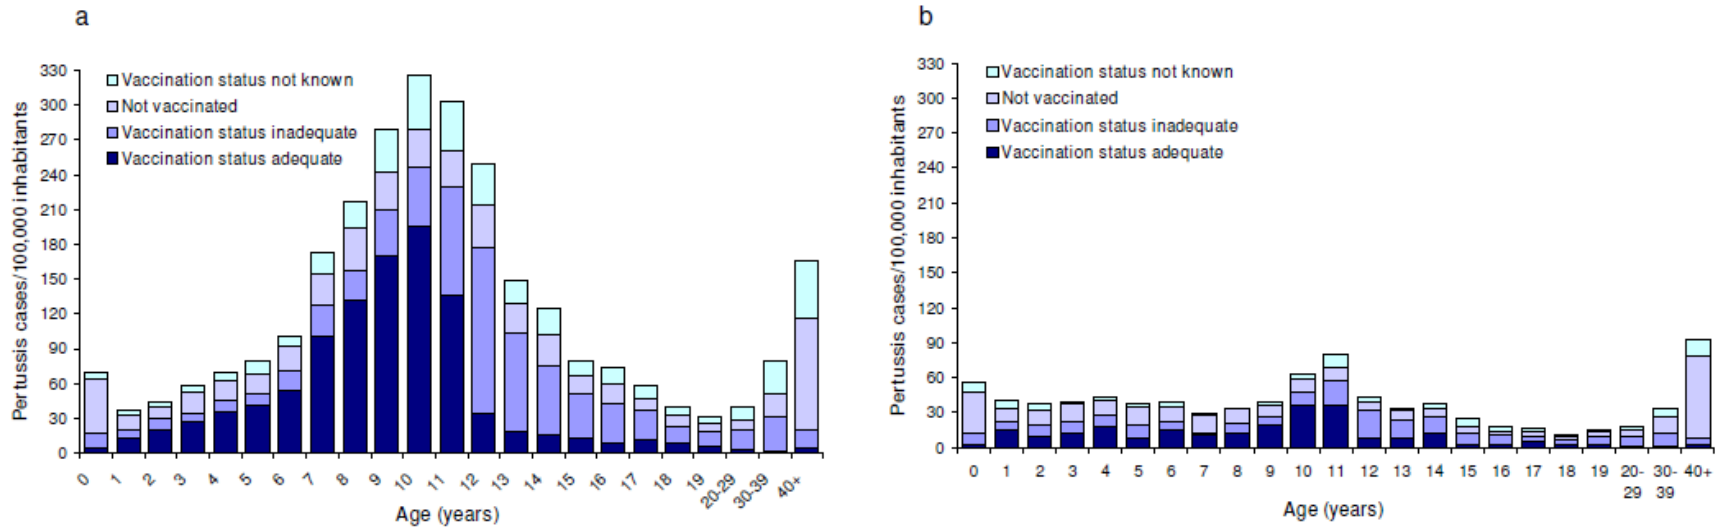 a
Pertussis cases/100,000 inhabitants
330
300
270
240
210
180
150
120
90
60
30
0
Vaccination status not known
Not vaccinated
Vaccination status inadequate
Vaccination status adequate
0 1 2 3 4 5 6 7 8 9 10 11 12 13 14 15 16 17 18 19 20-29 30-39 40+
Age (years)
b
Pertussis cases/100,000 inhabitants
330
300
270
240
210
180
150
120
90
60
30
0
Vaccination status not known
Not vaccinated
Vaccination status inadequate
Vaccination status adequate
0 1 2 3 4 5 6 7 8 9 10 11 12 13 14 15 16 17 18 19 20- 30- 40+
29 39
Age (years)